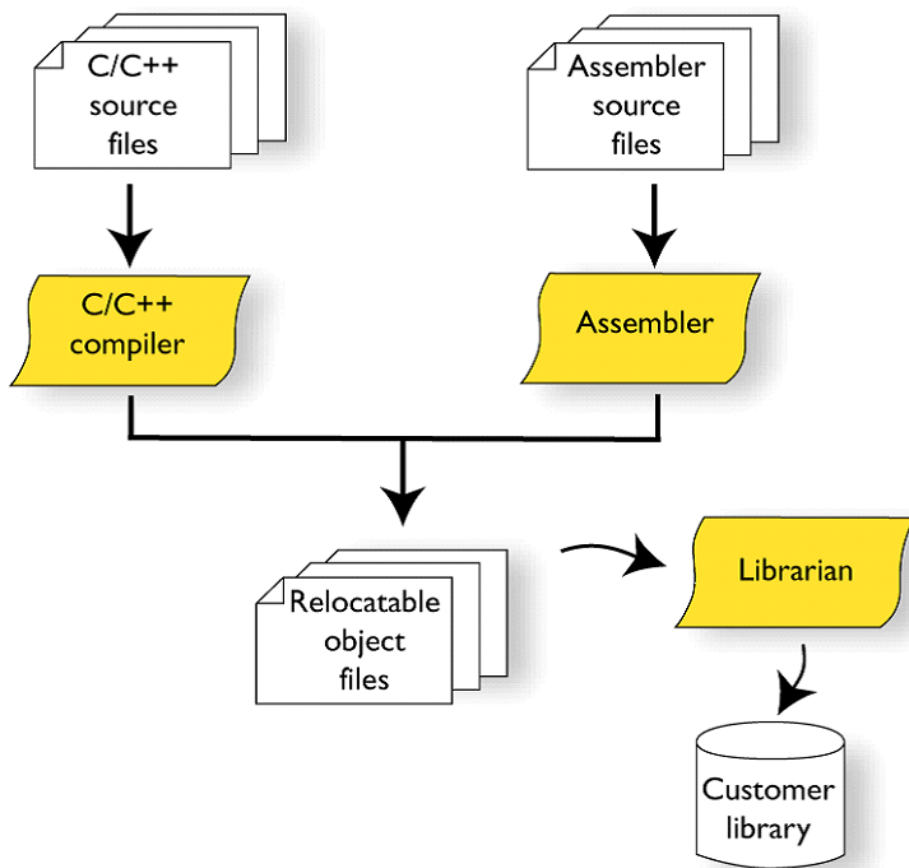 C/C++
source
files
Assembler
source
files
C/C++
compiler
Assembler
Relocatable
object
files
Librarian
Customer
library